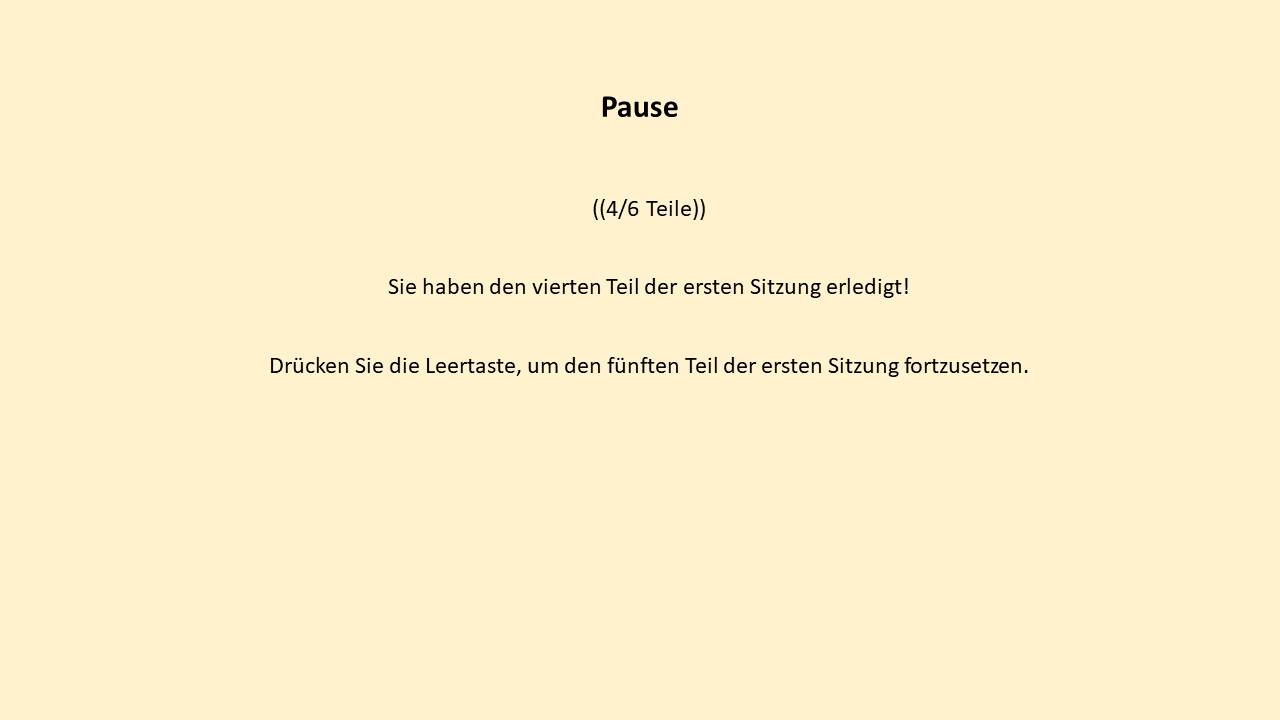 Pause
((4/6 Teile))
Sie haben den vierten Teil der ersten Sitzung erledigt!
Drücken Sie die Leertaste, um den fünften Teil der ersten Sitzung fortzusetzen.